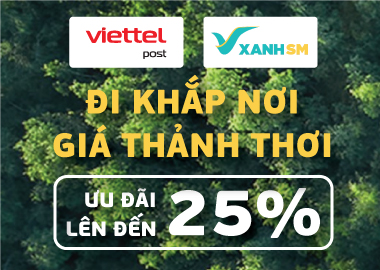 viettel
post
XANH SM
ĐI KHẮP NƠI
GIÁ THẢNH THƠI
ƯU ĐÃI
LÊN ĐẾN
25%